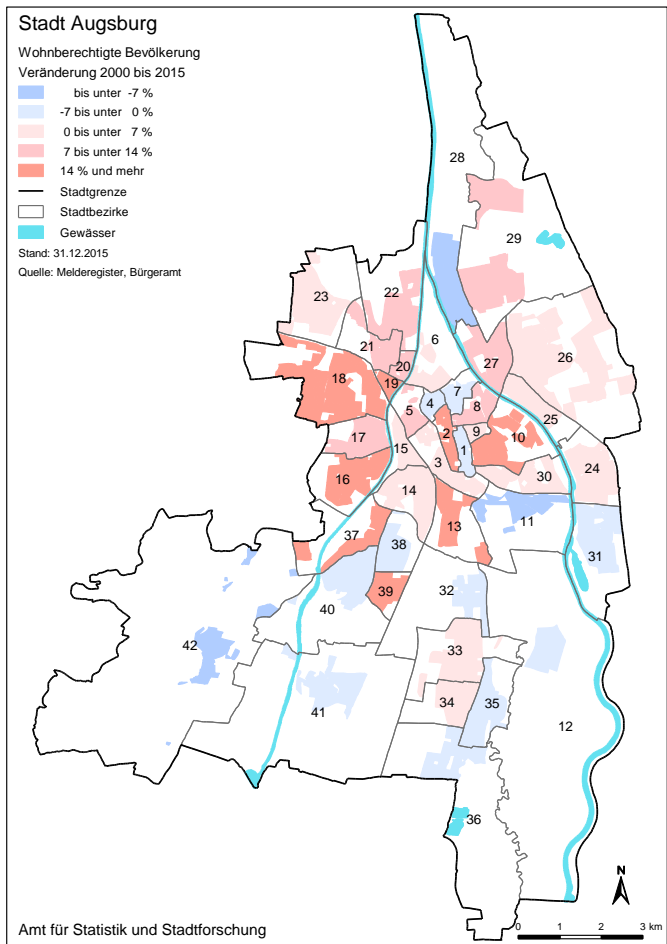 Stadt Augsburg
Wohnberechtigte Bevölkerung
Veränderung 2000 bis 2015
bis unter -7 %
-7 bis unter 0 %
0 bis unter 7 %
7 bis unter 14 %
14 % und mehr
Stadtgrenze
Stadtbezirke
Gewässer
Stand: 31.12.2015
Quelle: Melderegister, Bürgeramt
28
29
23
22
6
21
20
27
26
18
19
7
4
5
8
25
2
9
10
17
15
1
3
24
16
30
14
11
13
37
38
31
39
32
40
42
33
34
35
41
12
36
N
0 1 2 3 km
Amt für Statistik und Stadtforschung